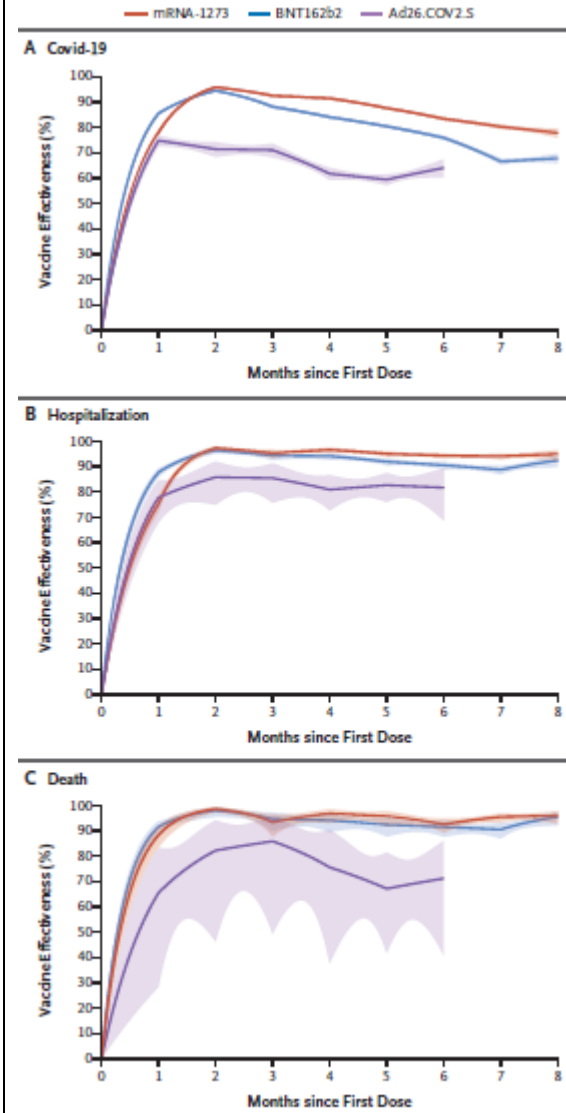 mRNA-1273 BNT162b2 Ad26.COV2.S
A Covid-19
Vaccine Effectiveness (%)
100
90
80
70
60
50
40
30
20
10
0
0 1 2 3 4 5 6 7 8
Months since First Dose
B Hospitalization
Vaccine Effectiveness (%)
100
90
80
70
60
50
40
30
20
10
0
0 1 2 3 4 5 6 7 8
Months since First Dose
C Death
Vaccine Effectiveness (%)
100
90
80
70
60
50
40
30
20
10
0
0 1 2 3 4 5 6 7 8
Months since First Dose